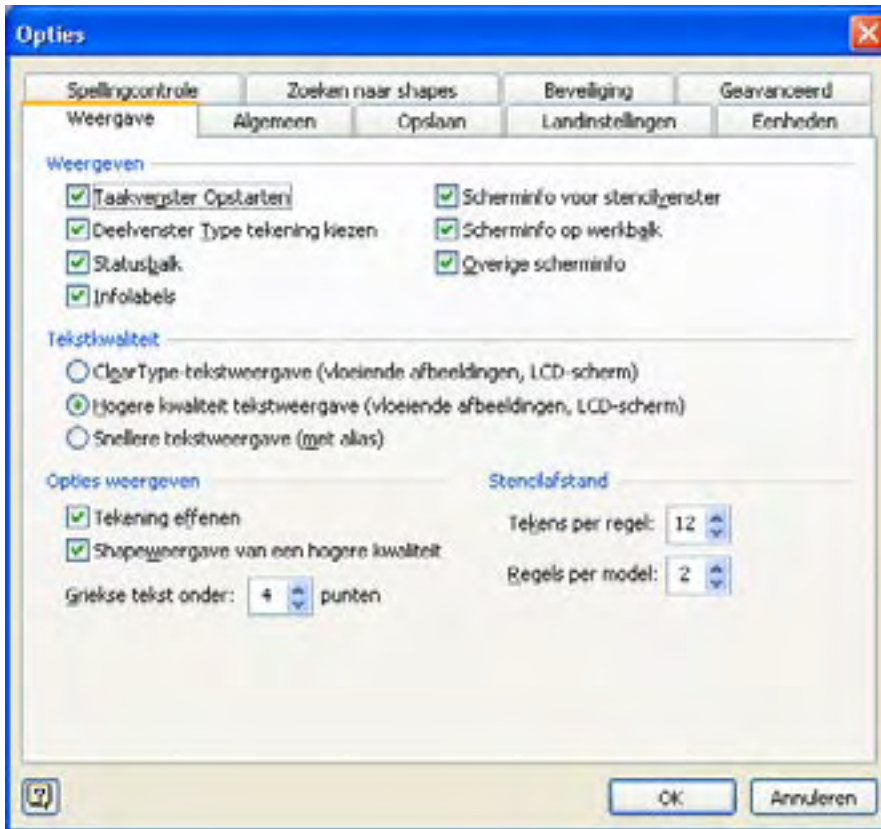 Opties
Spellingcontrole Zoeken naar shapes Beveiliging Geavanceerd
Weergave Algemeen Opslaan Landinstellingen Eenheden
Weergeven
Taakvenster Opstarten Scherminfo voor stencilvenster
Deelvenster Type tekening kiezen Scherminfo op werkbalk
Statusbalk Overige scherminfo
Infolabels
Tekstkwaliteit
ClearType-tekstweergave (vloeiende afbeeldingen, LCD-scherm)
Hogere kwaliteit tekstweergave (vloeiende afbeeldingen, LCD-scherm)
Snellere tekstweergave (met alias)
Opties weergeven Stencilafstand
Tekening effenen Tekens per regel: 12
Shapeweergave van een hogere kwaliteit Regels per model: 2
Griekse tekst onder: 4 punten
OK Annuleren